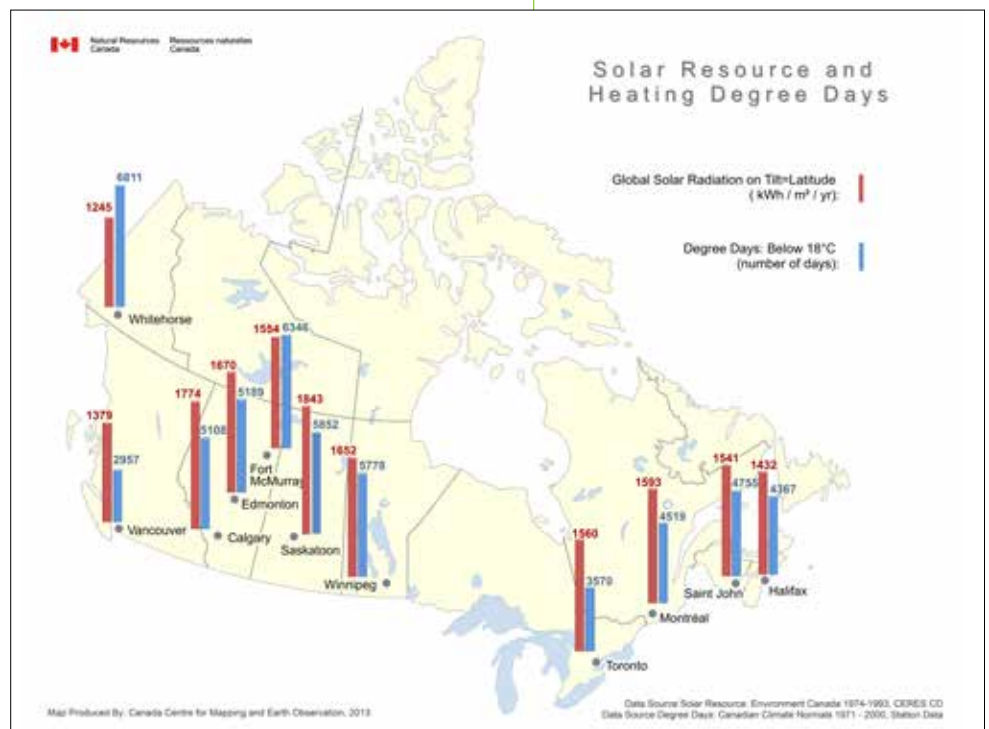 Natural Resources Canada
Ressources naturelles Canada
Solar Resource and
Heating Degree Days
Global Solar Radiation on Tilt=Latitude
( kWh / m² / yr):
Degree Days: Below 18°C
(number of days):
6811
1245
Whitehorse
1554
6346
Fort
McMurray
1670
5189
Edmonton
1774
5108
Calgary
1843
5852
Saskatoon
1379
2957
Vancouver
1652
5778
Winnipeg
1560
3570
Toronto
1593
4519
Montréal
1541
4755
Saint John
1432
4367
Halifax
Map Produced By: Canada Centre for Mapping and Earth Observation, 2013
Data Source Solar Resource: Environment Canada 1974-1993, CERES CD
Data Source Degree Days: Canadian Climate Normals 1971 - 2000, Station Data